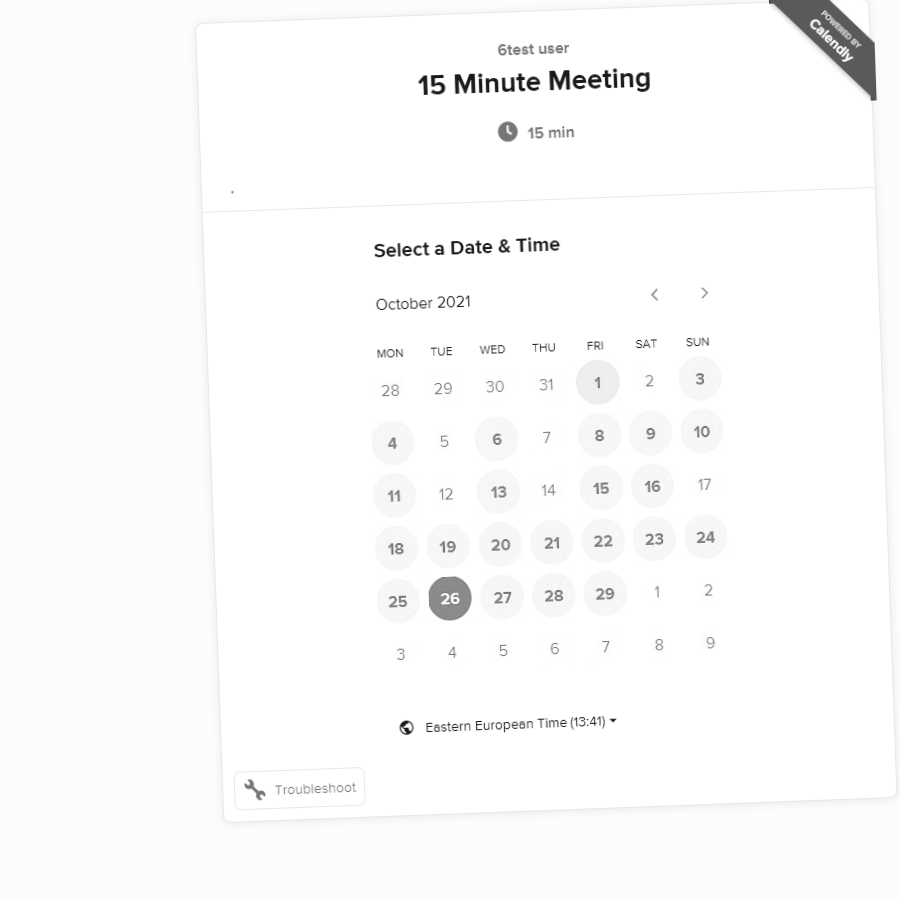 POWERED BY
Calendly
6test user
15 Minute Meeting
15 min
.
Select a Date & Time
October 2021
MON TUE WED THU FRI SAT SUN
28 29 30 31 1 2 3
4 5 6 7 8 9 10
11 12 13 14 15 16 17
18 19 20 21 22 23 24
25 26 27 28 29 1 2
3 4 5 6 7 8 9
Eastern European Time (13:41)
Troubleshoot